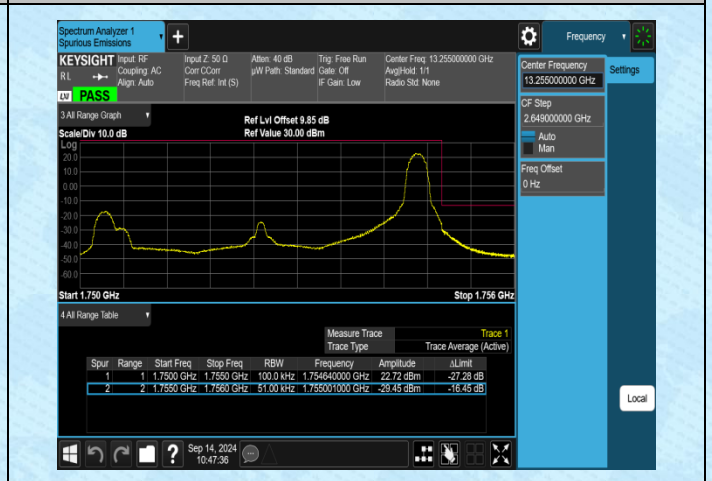 Spectrum Analyzer 1
Spurious Emissions
Frequency
KEYSIGHT
RL
LXI
PASS
Input: RF
Coupling: AC
Align: Auto
Input Z: 50 Ω
Corr CCorr
Freq Ref: Int (S)
Atten: 40 dB
µW Path: Standard
Trig: Free Run
Gate: Off
IF Gain: Low
Center Freq: 13.255000000 GHz
Avg|Hold: 1/1
Radio Std: None
Center Frequency
13.255000000 GHz
Settings
CF Step
2.649000000 GHz
Auto
Man
Freq Offset
0 Hz
Local
3 All Range Graph
Scale/Div 10.0 dB
Ref Lvl Offset 9.85 dB
Ref Value 30.00 dBm
Log
20.0
10.0
0.00
-10.0
-20.0
-30.0
-40.0
-50.0
-60.0
Start 1.750 GHz
Stop 1.756 GHz
4 All Range Table
Measure Trace Trace 1
Trace Type Trace Average (Active)
Spur Range Start Freq Stop Freq RBW Frequency Amplitude ΔLimit
1 1 1.7500 GHz 1.7550 GHz 100.0 kHz 1.754640000 GHz 22.72 dBm -27.28 dB
2 2 1.7550 GHz 1.7560 GHz 51.00 kHz 1.755001000 GHz -29.45 dBm -16.45 dB
?
Sep 14, 2024
10:47:36